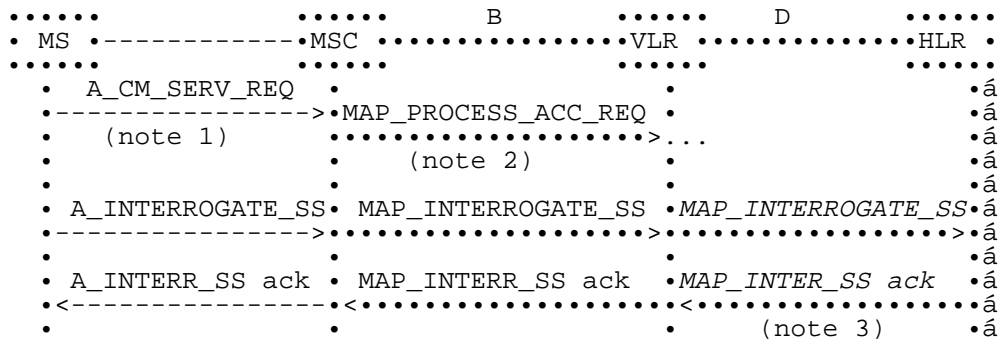 •••••• •••••• B •••••• D ••••••
• MS •------------•MSC •••••••••••••••VLR •••••••••••••HLR •
•••••• •••••• •••••• ••••••
• A_CM_SERV_REQ • • •á
•---------------->•MAP_PROCESS_ACC_REQ • •á
• (note 1) •••••••••••••••••••>... •á
• • (note 2) • •á
• • • •á
• A_INTERROGATE_SS• MAP_INTERROGATE_SS •MAP_INTERROGATE_SS•á
•---------------->•••••••••••••••••••>•••••••••••••••••>•á
• • • •á
• A_INTERR_SS ack • MAP_INTERR_SS ack •MAP_INTER_SS ack •á
•<----------------•<••••••••••••••••••<•••••••••••••••••á
• • • (note 3) •á